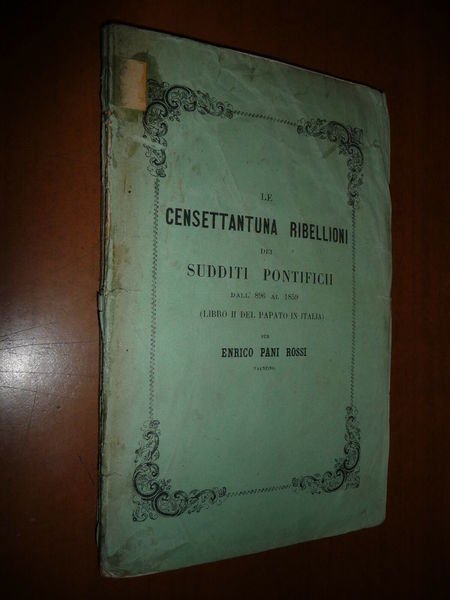 LE
CENSETTANTUNA RIBELLIONI
DEI
SUDDITI PONTIFICII
DALL' 896 AL 1859
(LIBRO II DEL PAPATO IN ITALIA)
PER
ENRICO PANI ROSSI